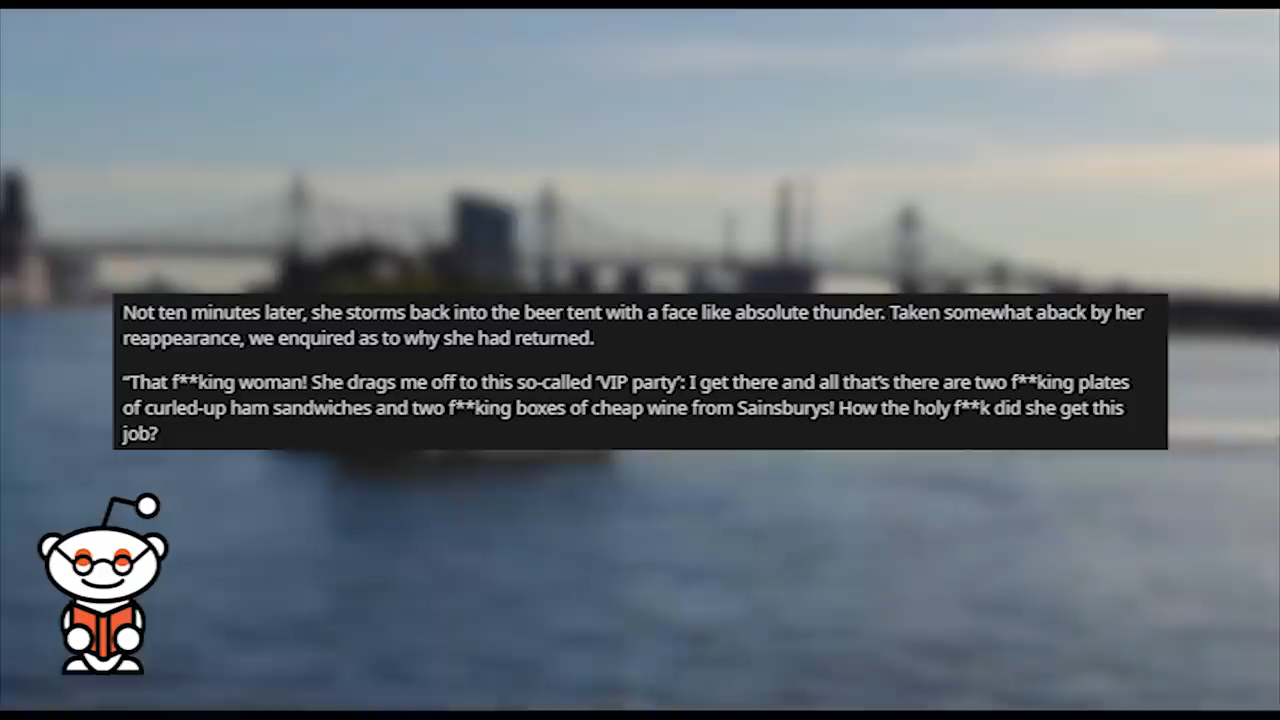 Not ten minutes later, she storms back into the beer tent with a face like absolute thunder. Taken somewhat aback by her
reappearance, we enquired as to why she had returned.
“That f**king woman! She drags me off to this so-called ‘VIP party’: I get there and all that’s there are two f**king plates
of curled-up ham sandwiches and two f**king boxes of cheap wine from Sainsburys! How the holy f**k did she get this
job?